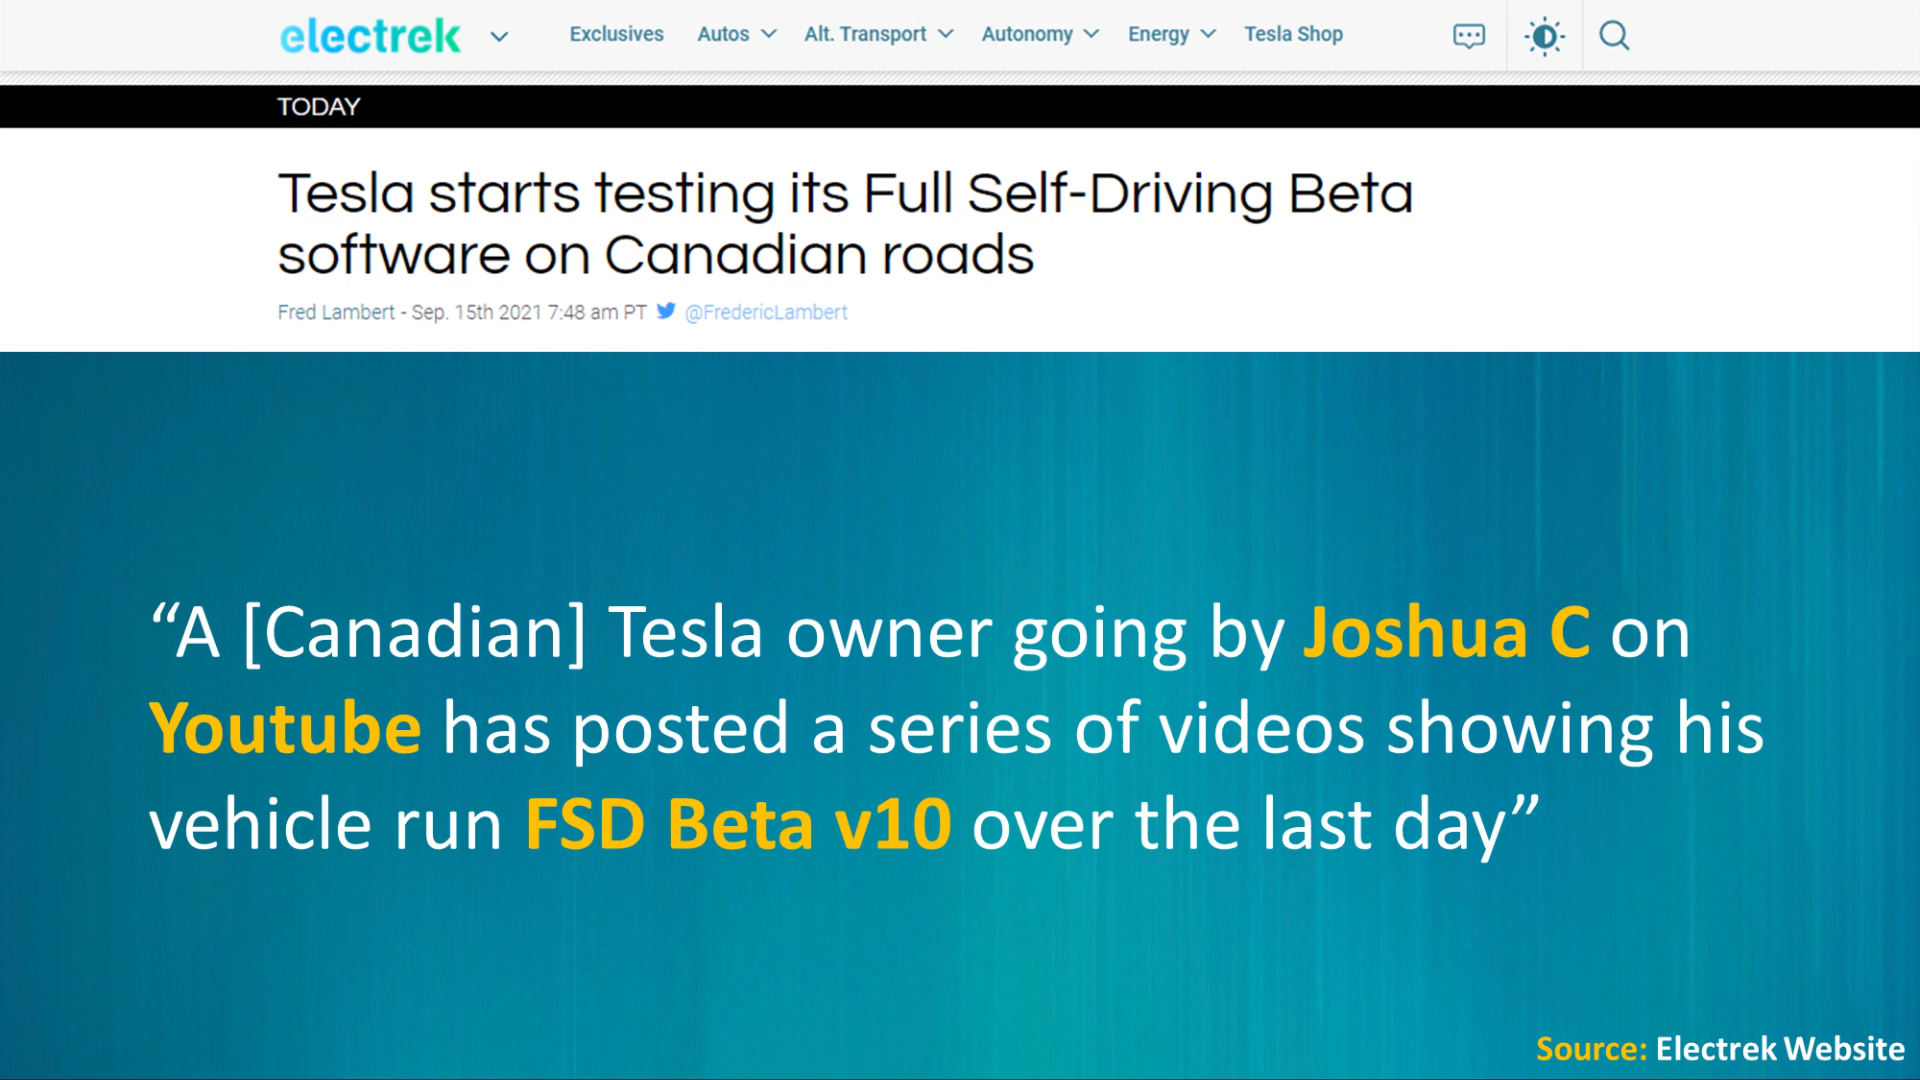 electrek
Exclusives Autos Alt. Transport Autonomy Energy Tesla Shop
TODAY
Tesla starts testing its Full Self-Driving Beta
software on Canadian roads
Fred Lambert - Sep. 15th 2021 7:48 am PT @FredericLambert
“A [Canadian] Tesla owner going by Joshua C on
Youtube has posted a series of videos showing his
vehicle run FSD Beta v10 over the last day”
Source: Electrek Website